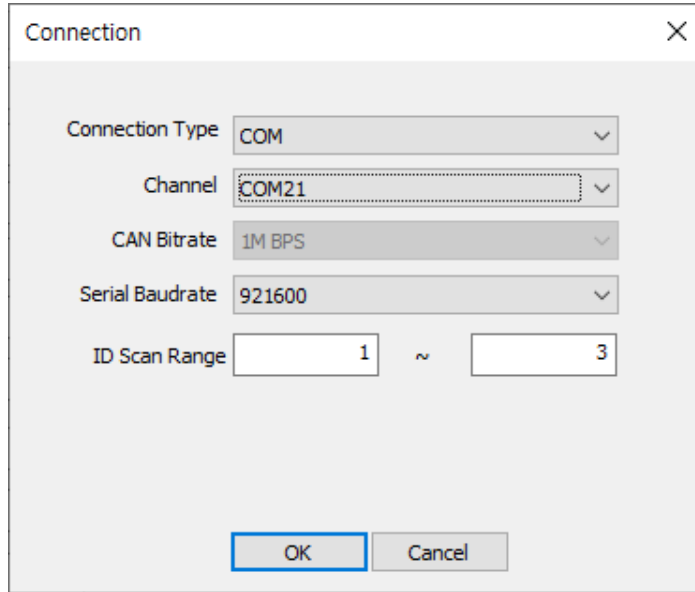 Connection
Connection Type COM
Channel COM21
CAN Bitrate 1M BPS
Serial Baudrate 921600
ID Scan Range 1 ~ 3
OK Cancel